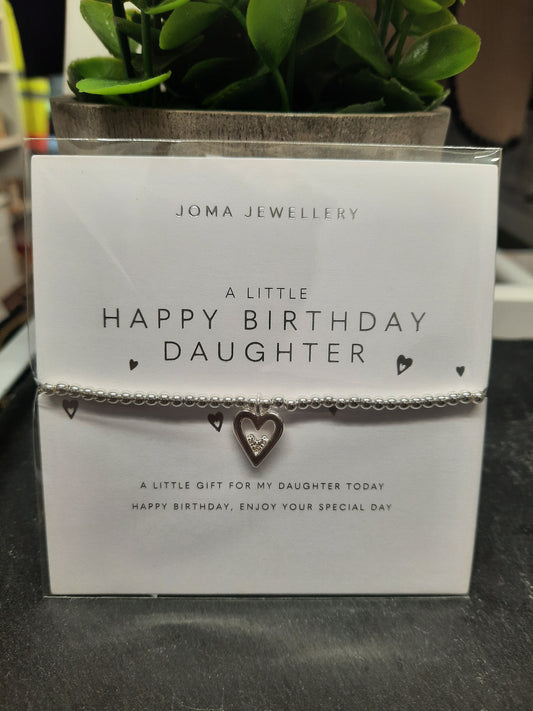 JOMA JEWELLERY
A LITTLE
HAPPY BIRTHDAY
DAUGHTER
A LITTLE GIFT FOR MY DAUGHTER TODAY
HAPPY BIRTHDAY, ENJOY YOUR SPECIAL DAY